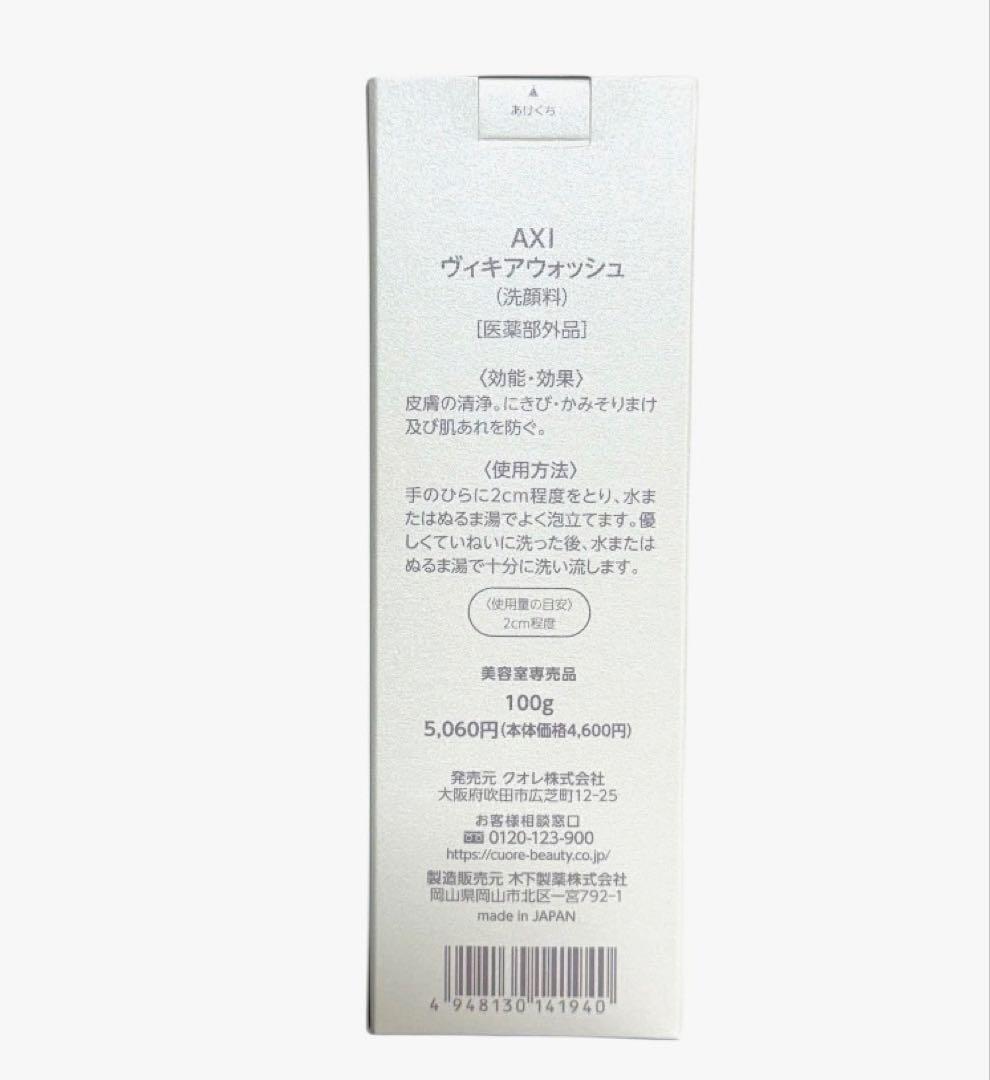 あけくち
AXI
ヴィキアウォッシュ
(洗顔料)
[医薬部外品]
〈効能・効果〉
皮膚の清浄。にきび・かみそりまけ
及び肌あれを防ぐ。
〈使用方法〉
手のひらに2cm程度をとり、水ま
たはぬるま湯でよく泡立てます。優
しくていねいに洗った後、水または
ぬるま湯で十分に洗い流します。
〈使用量の目安〉
2cm程度
美容室専売品
100g
5,060円(本体価格4,600円)
発売元 クオレ株式会社
大阪府吹田市広芝町12-25
お客様相談窓口
0120-123-900
https://cuore-beauty.co.jp/
製造販売元 木下製薬株式会社
岡山県岡山市北区一宮792-1
made in JAPAN
4 948130 141940